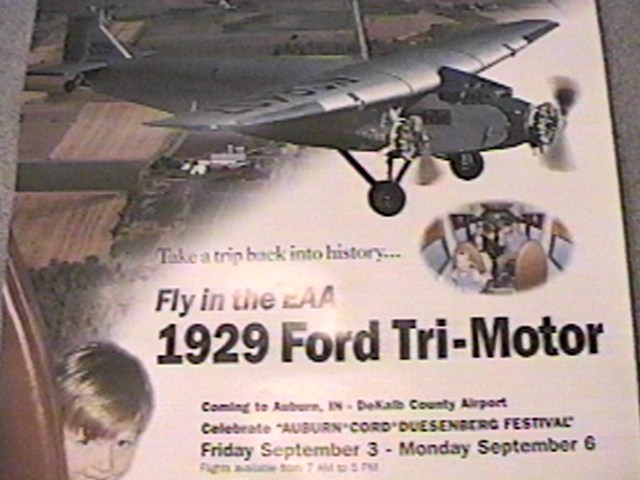 Take a trip back into history...
Fly in the EAA
1929 Ford Tri-Motor
Coming to Auburn, IN - DeKalb County Airport
Celebrate "AUBURN*CORD*DUESENBERG FESTIVAL"
Friday September 3 - Monday September 6
Flights available from 7 AM to 5 PM